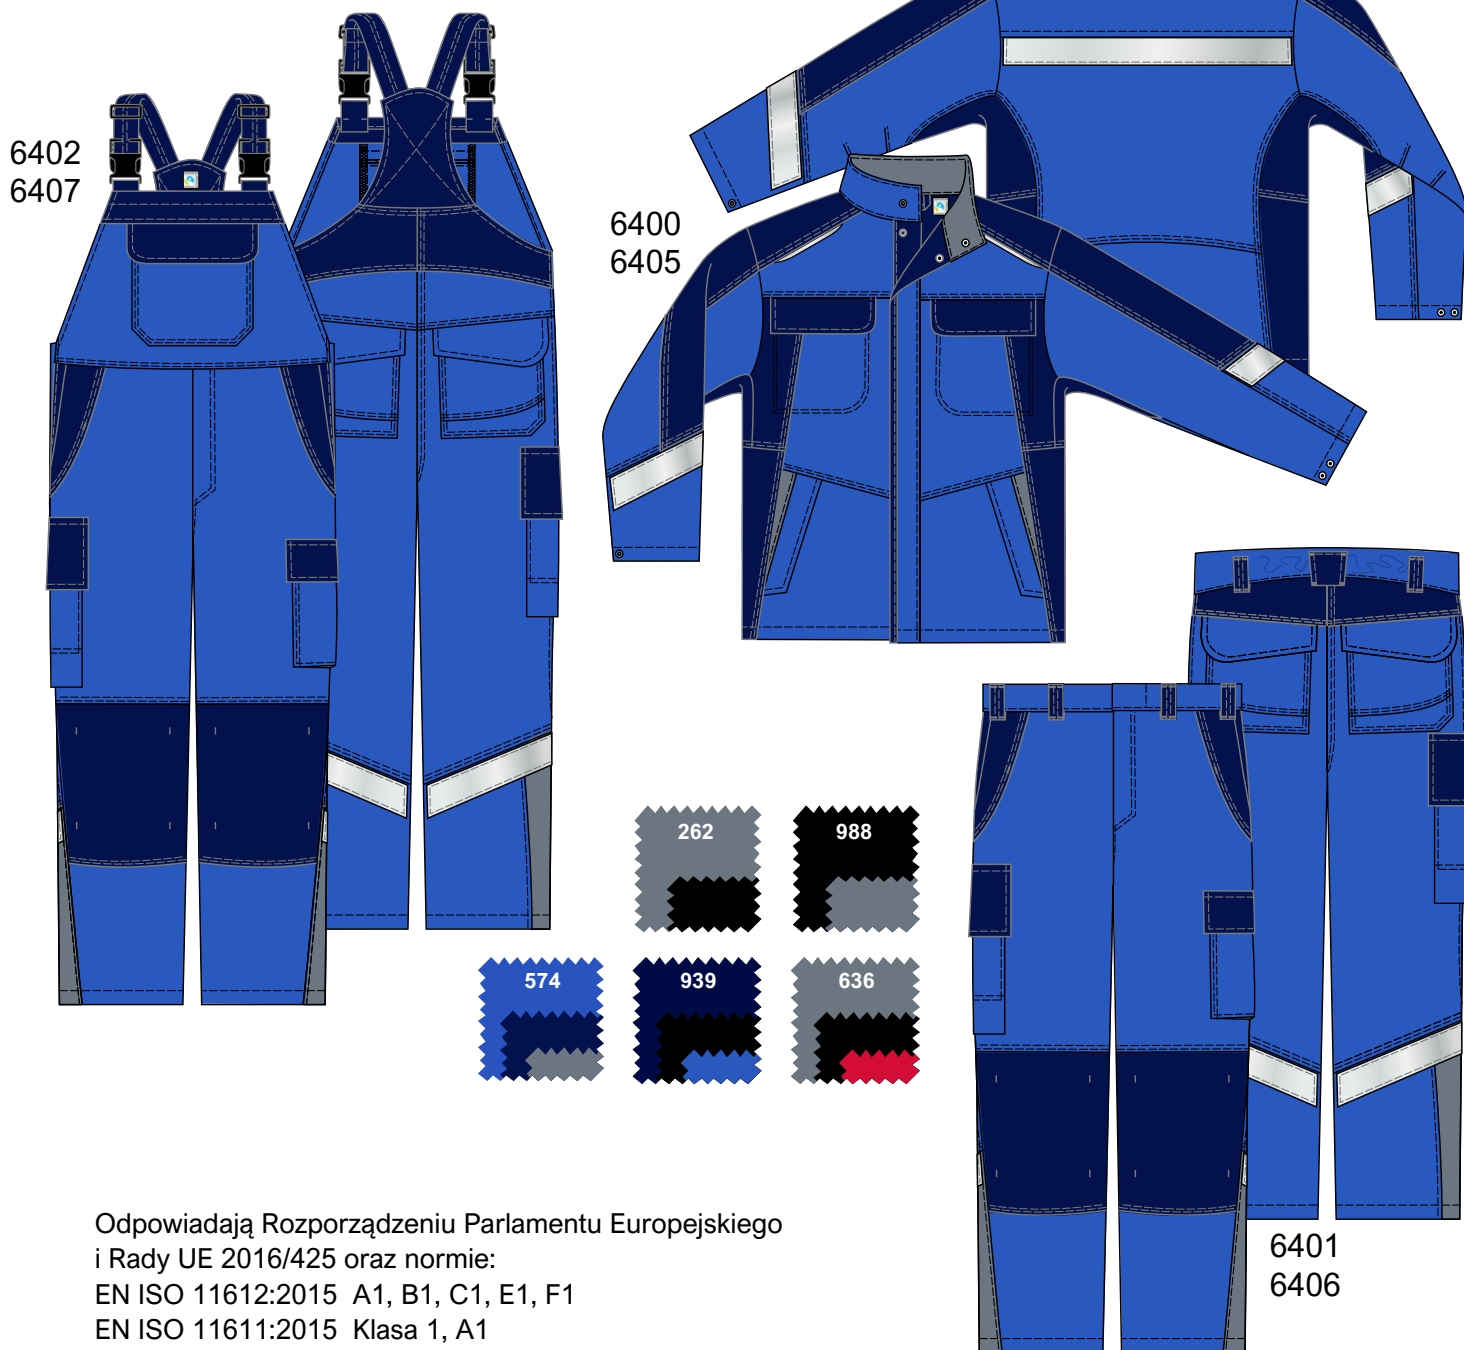 6402
6407
6400
6405
262
988
574
939
636
6401
6406
Odpowiadają Rozporządzeniu Parlamentu Europejskiego
i Rady UE 2016/425 oraz normie:
EN ISO 11612:2015 A1, B1, C1, E1, F1
EN ISO 11611:2015 Klasa 1, A1